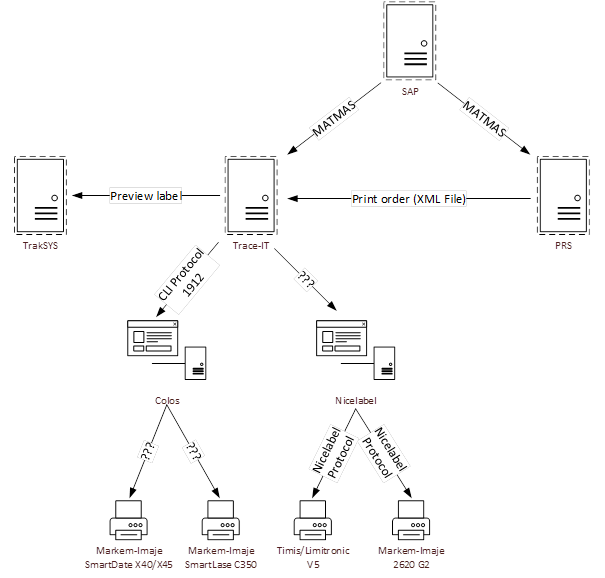 SAP
MATMAS
MATMAS
Preview label
Print order (XML File)
TrakSYS
Trace-IT
PRS
CLI Protocol
1912
???
Colos
Nicelabel
???
???
Nicelabel
Protocol
Nicelabel
Protocol
Markem-Imaje
SmartDate X40/X45
Markem-Imaje
SmartLase C350
Timis/Limitronic
V5
Markem-Imaje
2620 G2